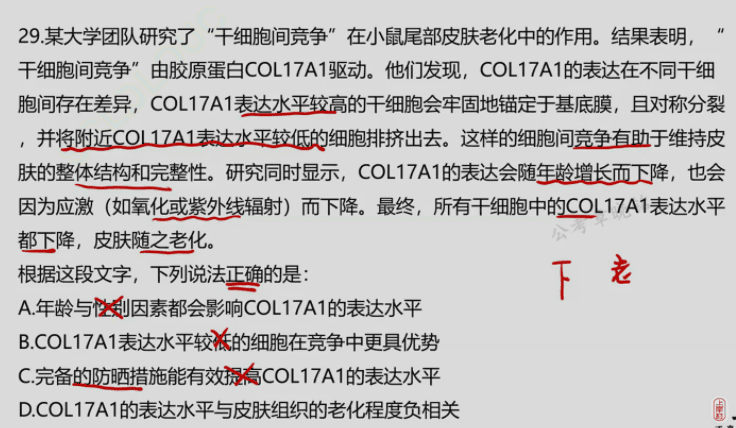 29.某大学团队研究了“干细胞间竞争”在小鼠尾部皮肤老化中的作用。结果表明，“
干细胞间竞争”由胶原蛋白COL17A1驱动。他们发现，COL17A1的表达在不同干细
胞间存在差异，COL17A1表达水平较高的干细胞会牢固地锚定于基底膜，且对称分裂
，并将附近COL17A1表达水平较低的细胞排挤出去。这样的细胞间竞争有助于维持皮
肤的整体结构和完整性。研究同时显示，COL17A1的表达会随年龄增长而下降，也会
因为应激（如氧化或紫外线辐射）而下降。最终，所有干细胞中的COL17A1表达水平
都下降，皮肤随之老化。
根据这段文字，下列说法正确的是：
下 老
A.年龄与性别因素都会影响COL17A1的表达水平
B.COL17A1表达水平较低的细胞在竞争中更具优势
C.完备的防晒措施能有效提高COL17A1的表达水平
D.COL17A1的表达水平与皮肤组织的老化程度负相关